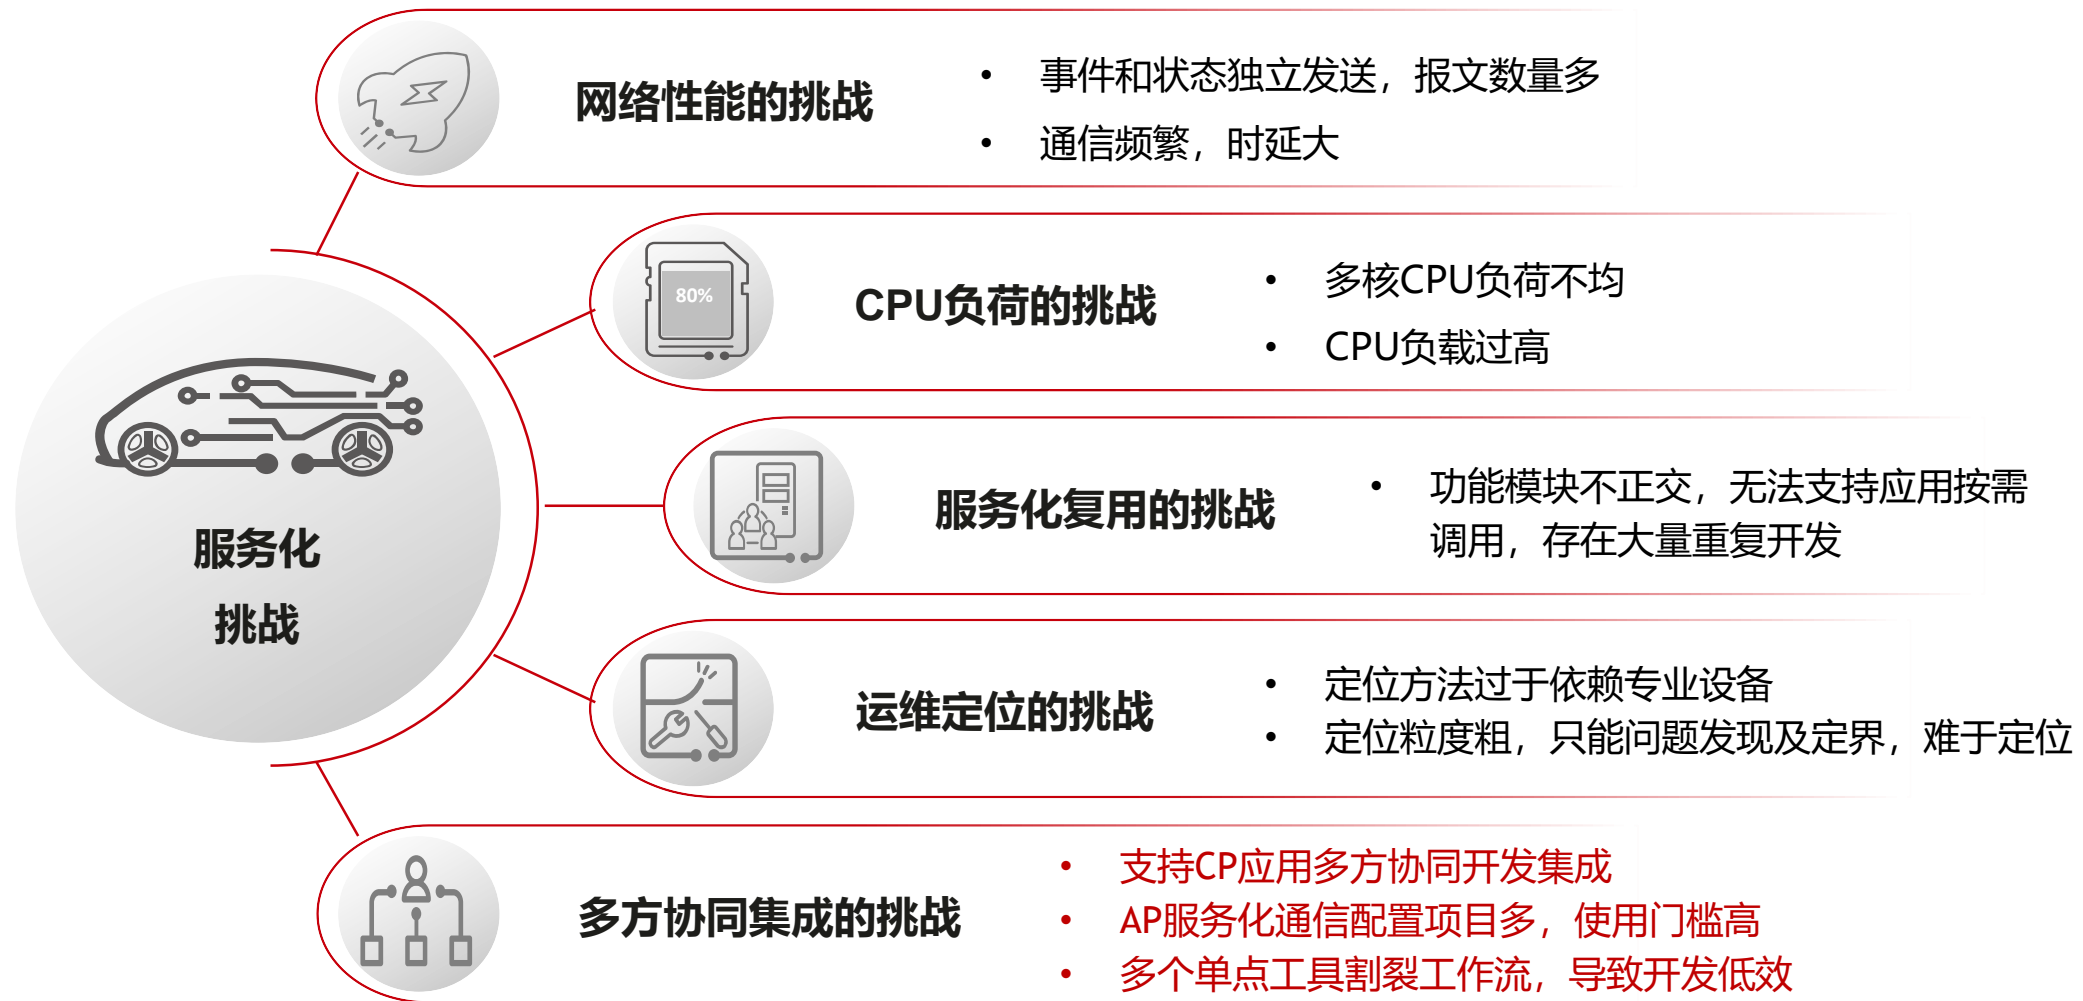 网络性能的挑战
• 事件和状态独立发送，报文数量多
• 通信频繁，时延大
80%
CPU负荷的挑战
• 多核CPU负荷不均
• CPU负载过高
服务化
挑战
服务化复用的挑战
• 功能模块不正交，无法支持应用按需
调用，存在大量重复开发
运维定位的挑战
• 定位方法过于依赖专业设备
• 定位粒度粗，只能问题发现及定界，难于定位
多方协同集成的挑战
• 支持CP应用多方协同开发集成
• AP服务化通信配置项目多，使用门槛高
• 多个单点工具割裂工作流，导致开发低效